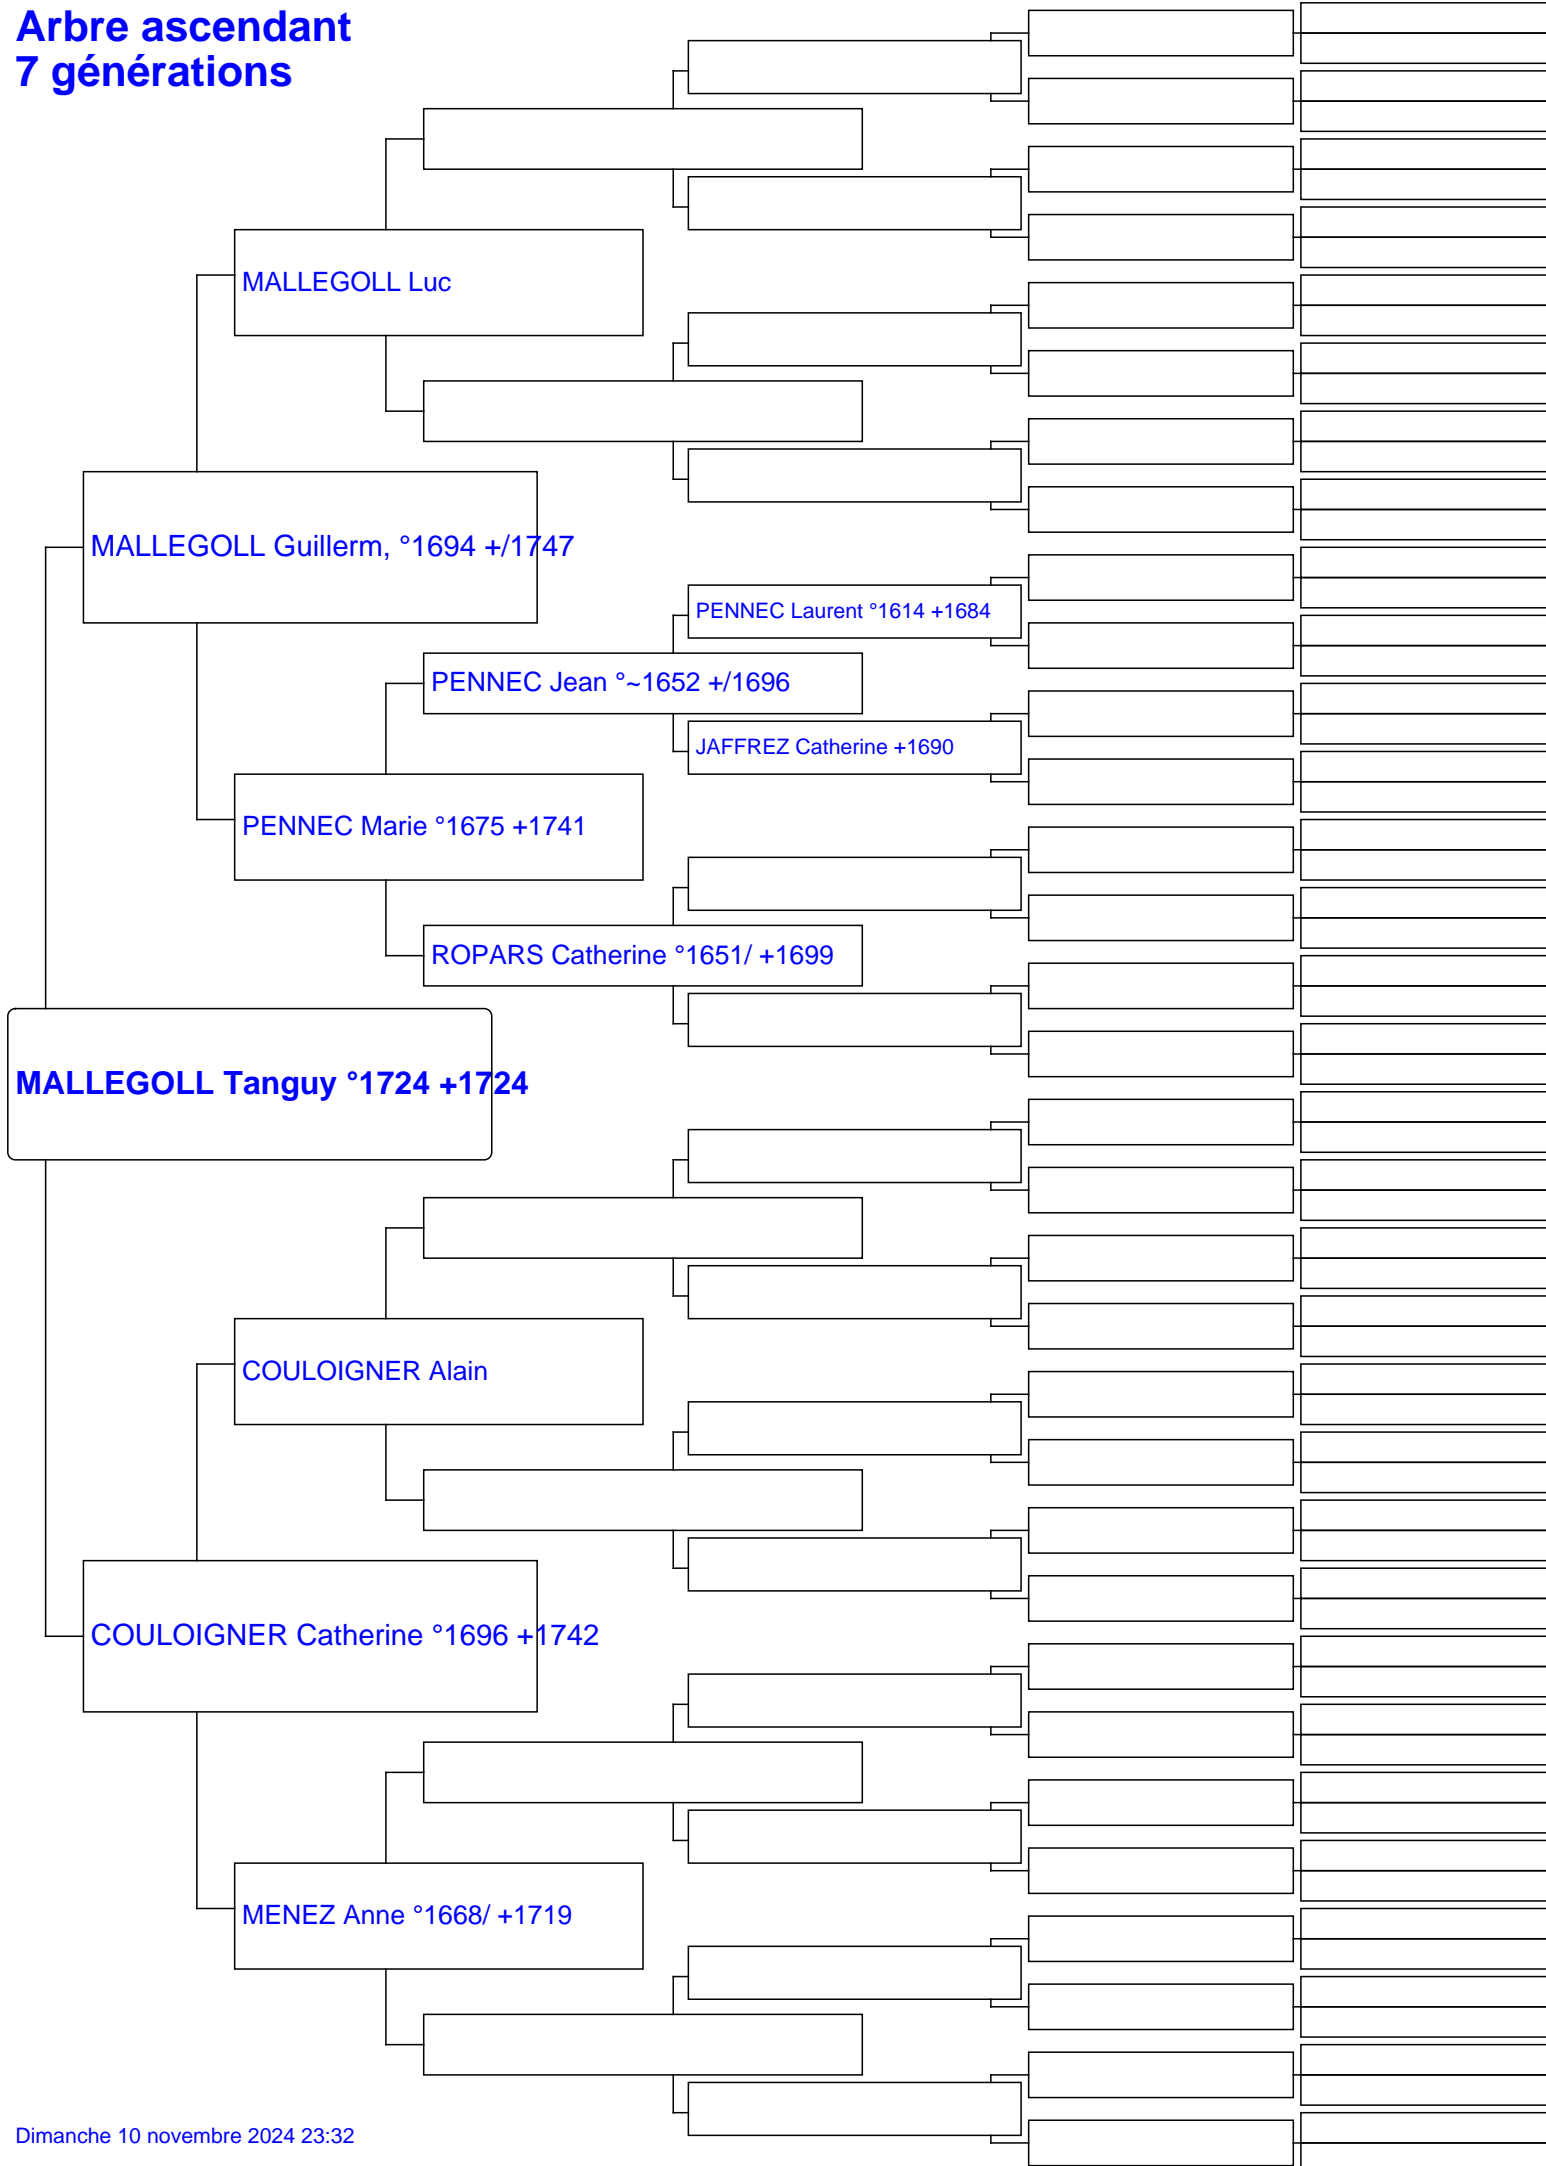 Arbre ascendant
7 générations
MALLEGOLL Luc
MALLEGOLL Guillerm, °1694 +/1747
PENNEC Laurent °1614 +1684
PENNEC Jean °~1652 +/1696
JAFFREZ Catherine +1690
PENNEC Marie °1675 +1741
ROPARS Catherine °1651/ +1699
MALLEGOLL Tanguy °1724 +1724
COULOIGNER Alain
COULOIGNER Catherine °1696 +1742
MENEZ Anne °1668/ +1719
Dimanche 10 novembre 2024 23:32